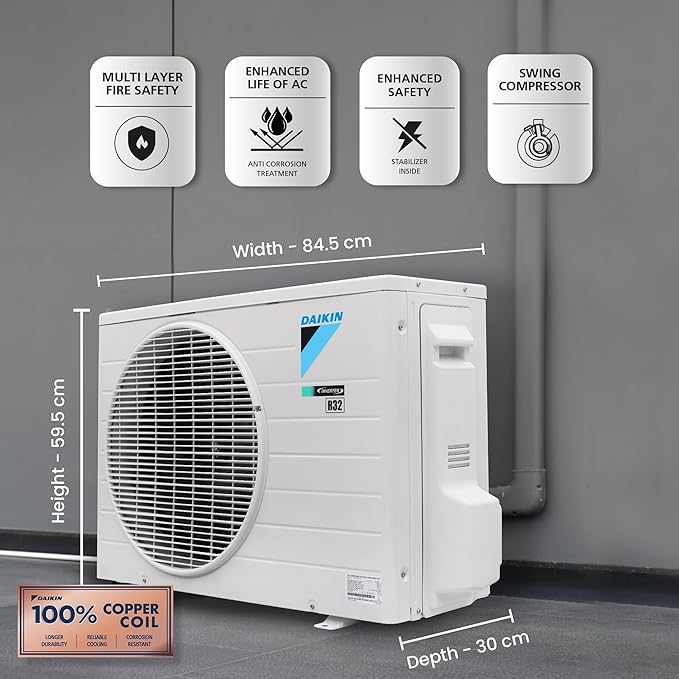 MULTI LAYER
FIRE SAFETY
ENHANCED
LIFE OF AC
ANTI CORROSION
TREATMENT
ENHANCED
SAFETY
STABILIZER
INSIDE
SWING
COMPRESSOR
Width - 84.5 cm
Height - 59.5 cm
DAIKIN
INVERTER
R32
DAIKIN
100% COPPER
COIL
LONGER
DURABILITY
RELIABLE
COOLING
CORROSION
RESISTANT
Depth - 30 cm